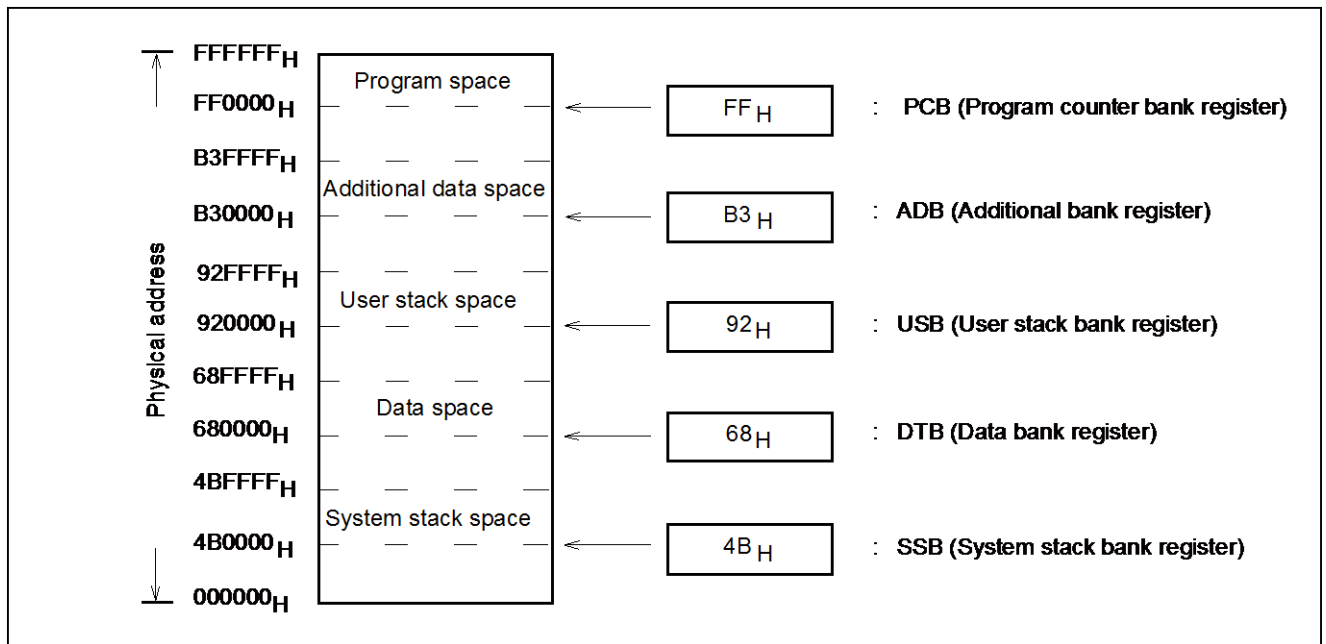 FFFFFFH
Program space
FF0000H
FFH : PCB (Program counter bank register)
B3FFFFH
Additional data space
B30000H
B3H : ADB (Additional bank register)
92FFFFH
User stack space
920000H
92H : USB (User stack bank register)
68FFFFH
Data space
680000H
68H : DTB (Data bank register)
4BFFFFH
System stack space
4B0000H
4BH : SSB (System stack bank register)
000000H
Physical address